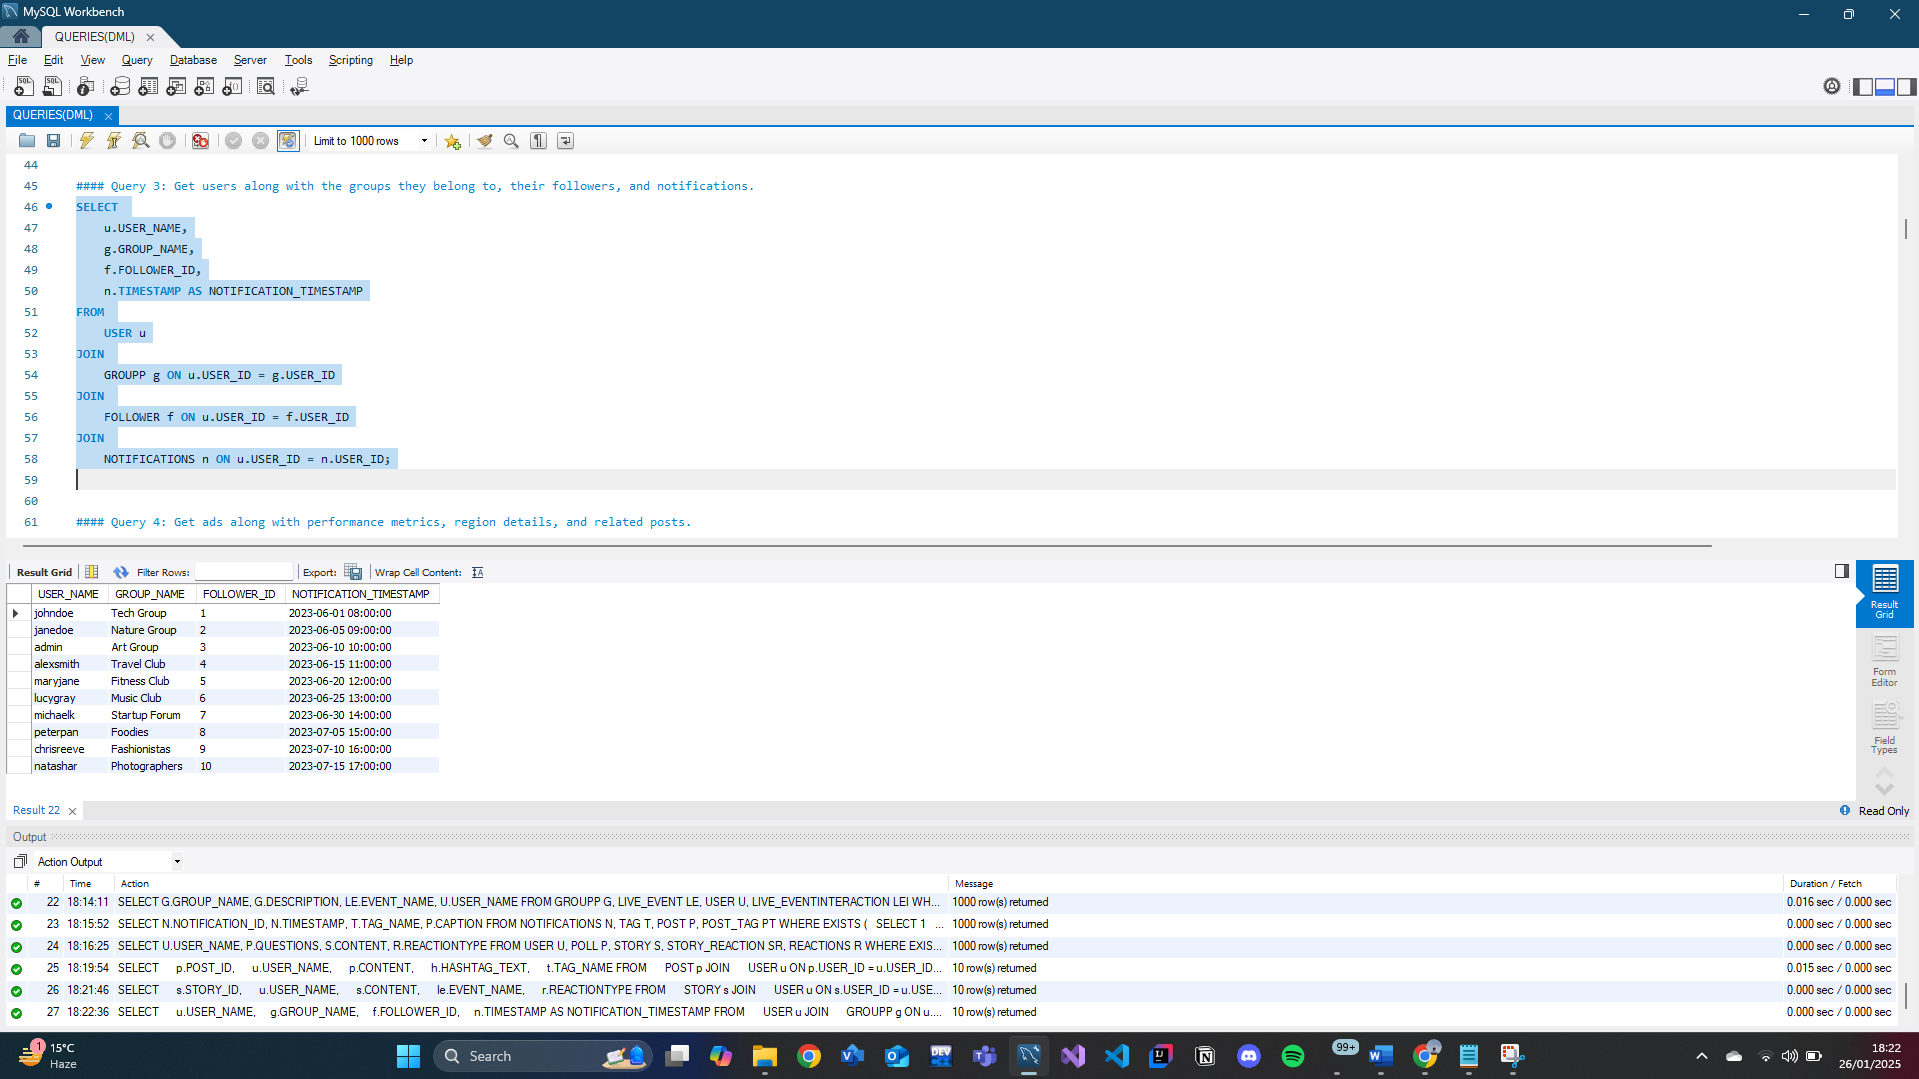 MySQL Workbench
QUERIES(DML)
File Edit View Query Database Server Tools Scripting Help
QUERIES(DML)
Limit to 1000 rows
44
45 #### Query 3: Get users along with the groups they belong to, their followers, and notifications.
46 SELECT
47 u.USER_NAME,
48 g.GROUP_NAME,
49 f.FOLLOWER_ID,
50 n.TIMESTAMP AS NOTIFICATION_TIMESTAMP
51 FROM
52 USER u
53 JOIN
54 GROUPP g ON u.USER_ID = g.USER_ID
55 JOIN
56 FOLLOWER f ON u.USER_ID = f.USER_ID
57 JOIN
58 NOTIFICATIONS n ON u.USER_ID = n.USER_ID;
59
60
61 #### Query 4: Get ads along with performance metrics, region details, and related posts.
Result Grid Filter Rows: Export: Wrap Cell Content:
USER_NAME GROUP_NAME FOLLOWER_ID NOTIFICATION_TIMESTAMP
johndoe Tech Group 1 2023-06-01 08:00:00
janedoe Nature Group 2 2023-06-05 09:00:00
admin Art Group 3 2023-06-10 10:00:00
alexsmith Travel Club 4 2023-06-15 11:00:00
maryjane Fitness Club 5 2023-06-20 12:00:00
lucygray Music Club 6 2023-06-25 13:00:00
michaelk Startup Forum 7 2023-06-30 14:00:00
peterpan Foodies 8 2023-07-05 15:00:00
chrisreeve Fashionistas 9 2023-07-10 16:00:00
natashar Photographers 10 2023-07-15 17:00:00
Result Grid
Form Editor
Field Types
Result 22
Read Only
Output
Action Output
# Time Action Message Duration / Fetch
22 18:14:11 SELECT G.GROUP_NAME, G.DESCRIPTION, LE.EVENT_NAME, U.USER_NAME FROM GROUPP G, LIVE_EVENT LE, USER U, LIVE_EVENTINTERACTION LEI WH... 1000 row(s) returned 0.016 sec / 0.000 sec
23 18:15:52 SELECT N.NOTIFICATION_ID, N.TIMESTAMP, T.TAG_NAME, P.CAPTION FROM NOTIFICATIONS N, TAG T, POST P, POST_TAG PT WHERE EXISTS ( SELECT 1 ... 1000 row(s) returned 0.000 sec / 0.000 sec
24 18:16:25 SELECT U.USER_NAME, P.QUESTIONS, S.CONTENT, R.REACTIONTYPE FROM USER U, POLL P, STORY S, STORY_REACTION SR, REACTIONS R WHERE EXIS... 1000 row(s) returned 0.000 sec / 0.000 sec
25 18:19:54 SELECT p.POST_ID, u.USER_NAME, p.CONTENT, h.HASHTAG_TEXT, t.TAG_NAME FROM POST p JOIN USER u ON p.USER_ID = u.USER_ID... 10 row(s) returned 0.015 sec / 0.000 sec
26 18:21:46 SELECT s.STORY_ID, u.USER_NAME, s.CONTENT, le.EVENT_NAME, r.REACTIONTYPE FROM STORY s JOIN USER u ON s.USER_ID = u.USE... 10 row(s) returned 0.000 sec / 0.000 sec
27 18:22:36 SELECT u.USER_NAME, g.GROUP_NAME, f.FOLLOWER_ID, n.TIMESTAMP AS NOTIFICATION_TIMESTAMP FROM USER u JOIN GROUPP g ON u.... 10 row(s) returned 0.000 sec / 0.000 sec
1
15°C
Haze
Search
DEV
99+
18:22
26/01/2025